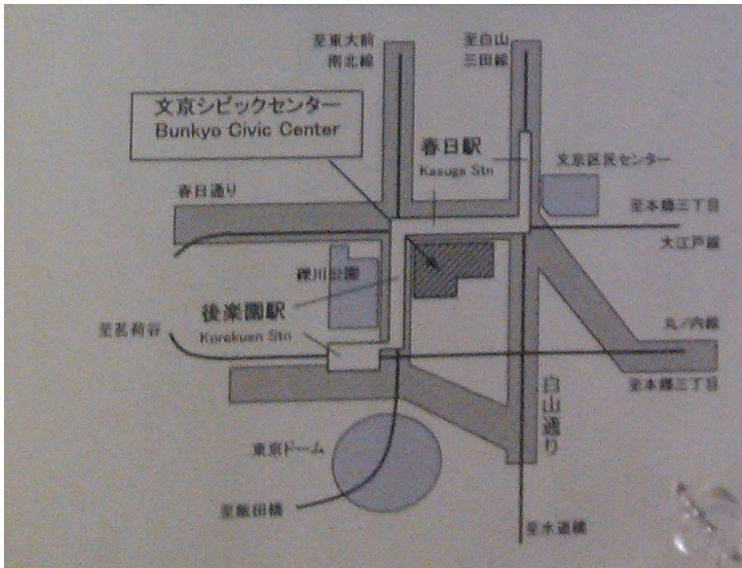 至東大前
南北線
至白山
三田線
文京シビックセンター
Bunkyo Civic Center
春日駅
Kasuga Stn
文京区民センター
春日通り
至本郷三丁目
大江戸線
礫川公園
後楽園駅
Korakuen Stn
至茗荷谷
丸ノ内線
至本郷三丁目
白山通り
東京ドーム
至飯田橋
至水道橋